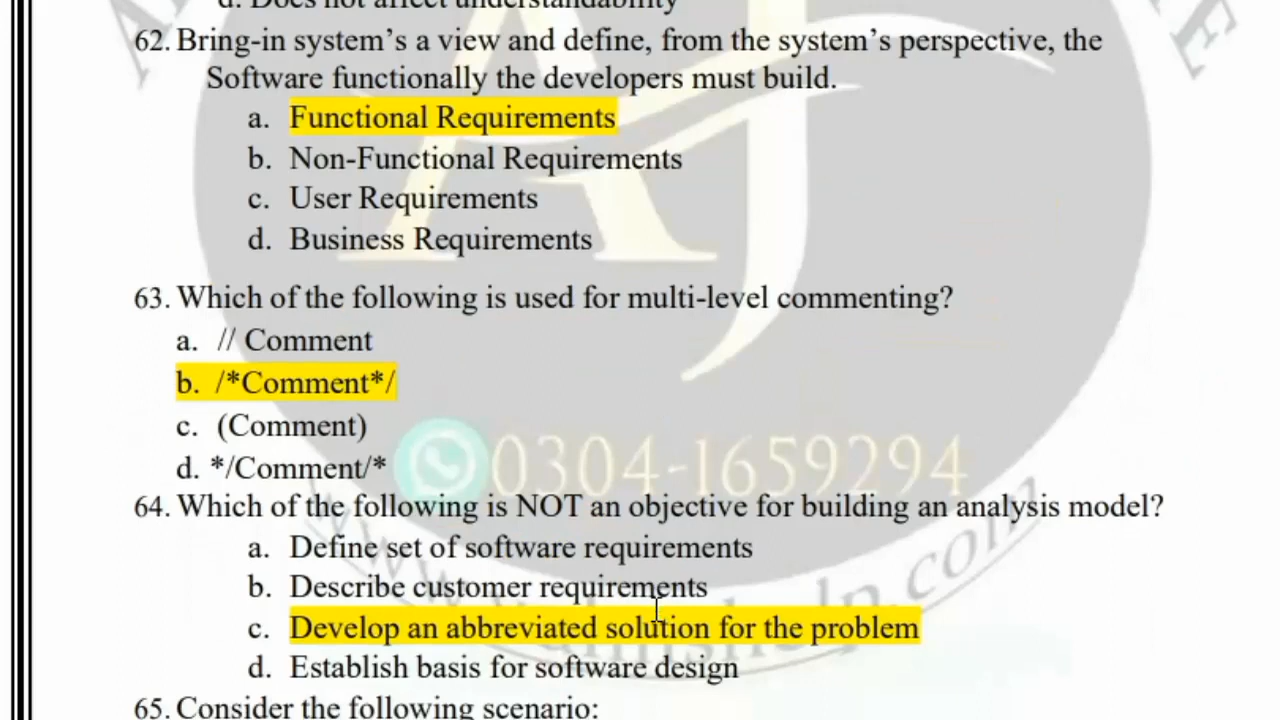 d. Does not affect understandability
62. Bring-in system's a view and define, from the system's perspective, the
Software functionally the developers must build.
a. Functional Requirements
b. Non-Functional Requirements
c. User Requirements
d. Business Requirements
63. Which of the following is used for multi-level commenting?
a. // Comment
b. /*Comment*/
c. (Comment)
d. */Comment/*
0304-1659294
64. Which of the following is NOT an objective for building an analysis model?
a. Define set of software requirements
b. Describe customer requirements
c. Develop an abbreviated solution for the problem
d. Establish basis for software design
65. Consider the following scenario: